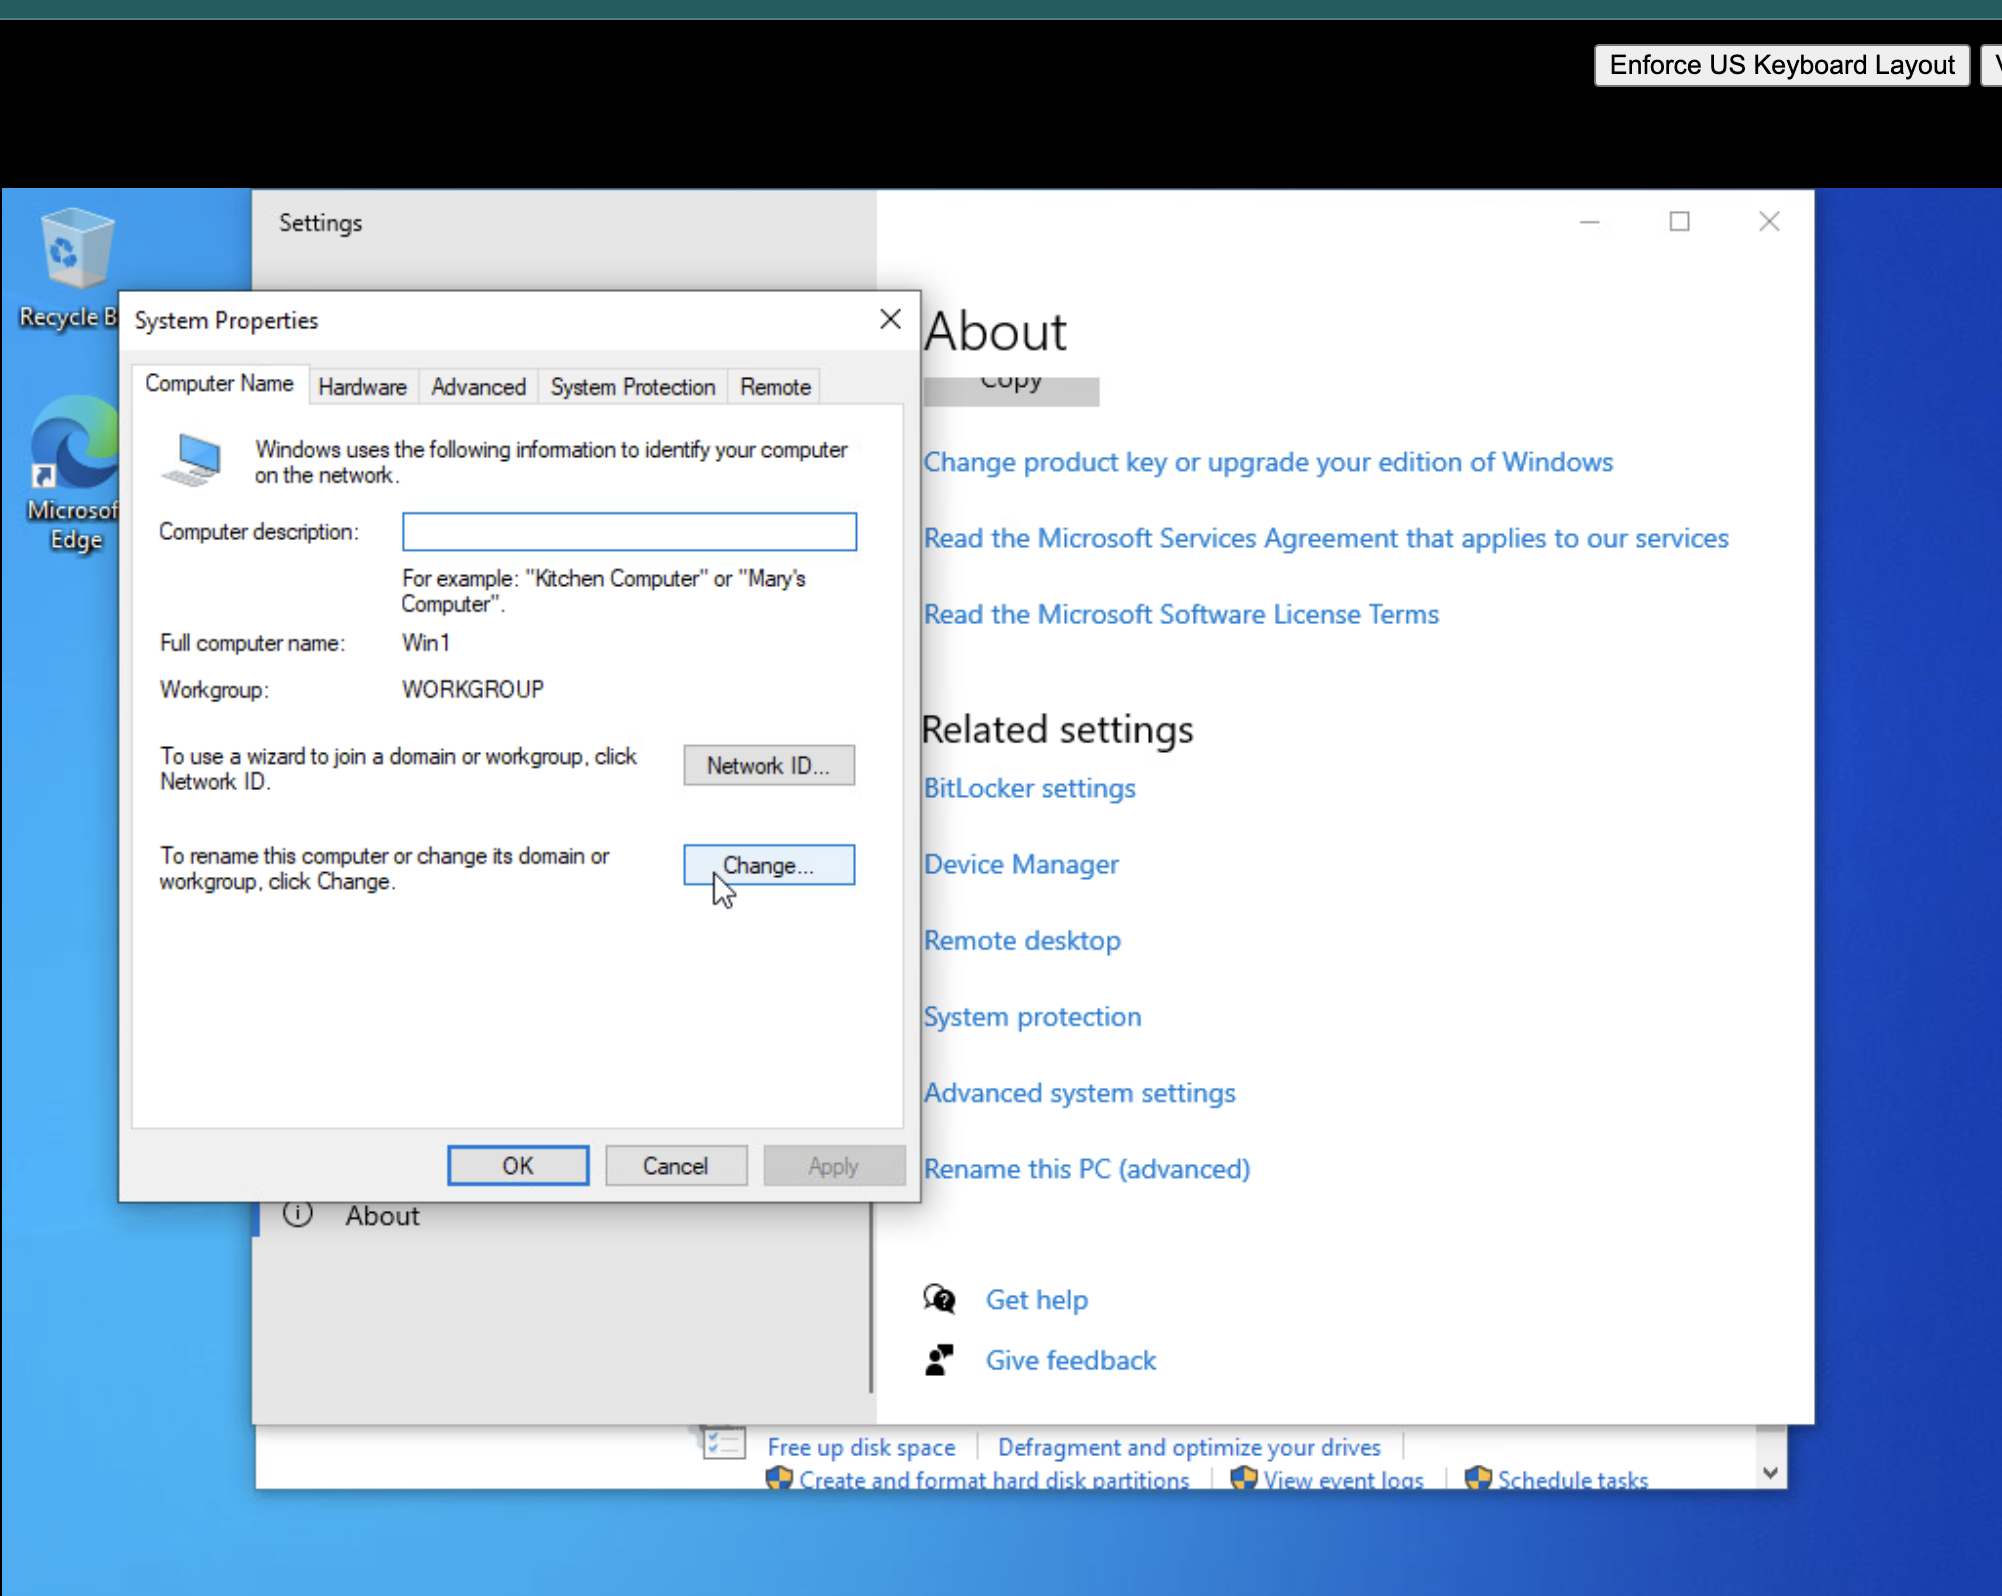 Enforce US Keyboard Layout
Settings
Recycle B
System Properties
About
Computer Name
Hardware
Advanced
System Protection
Remote
Copy
Windows uses the following information to identify your computer
on the network.
Change product key or upgrade your edition of Windows
Microsof
Edge
Computer description:
Read the Microsoft Services Agreement that applies to our services
For example: "Kitchen Computer" or "Mary's
Computer".
Read the Microsoft Software License Terms
Full computer name:
Win1
Workgroup:
WORKGROUP
Related settings
To use a wizard to join a domain or workgroup, click
Network ID.
Network ID...
BitLocker settings
To rename this computer or change its domain or
workgroup, click Change.
Change...
Device Manager
Remote desktop
System protection
Advanced system settings
OK
Cancel
Apply
Rename this PC (advanced)
About
Get help
Give feedback
Free up disk space
Defragment and optimize your drives
Create and format hard disk partitions
View event logs
Schedule tasks